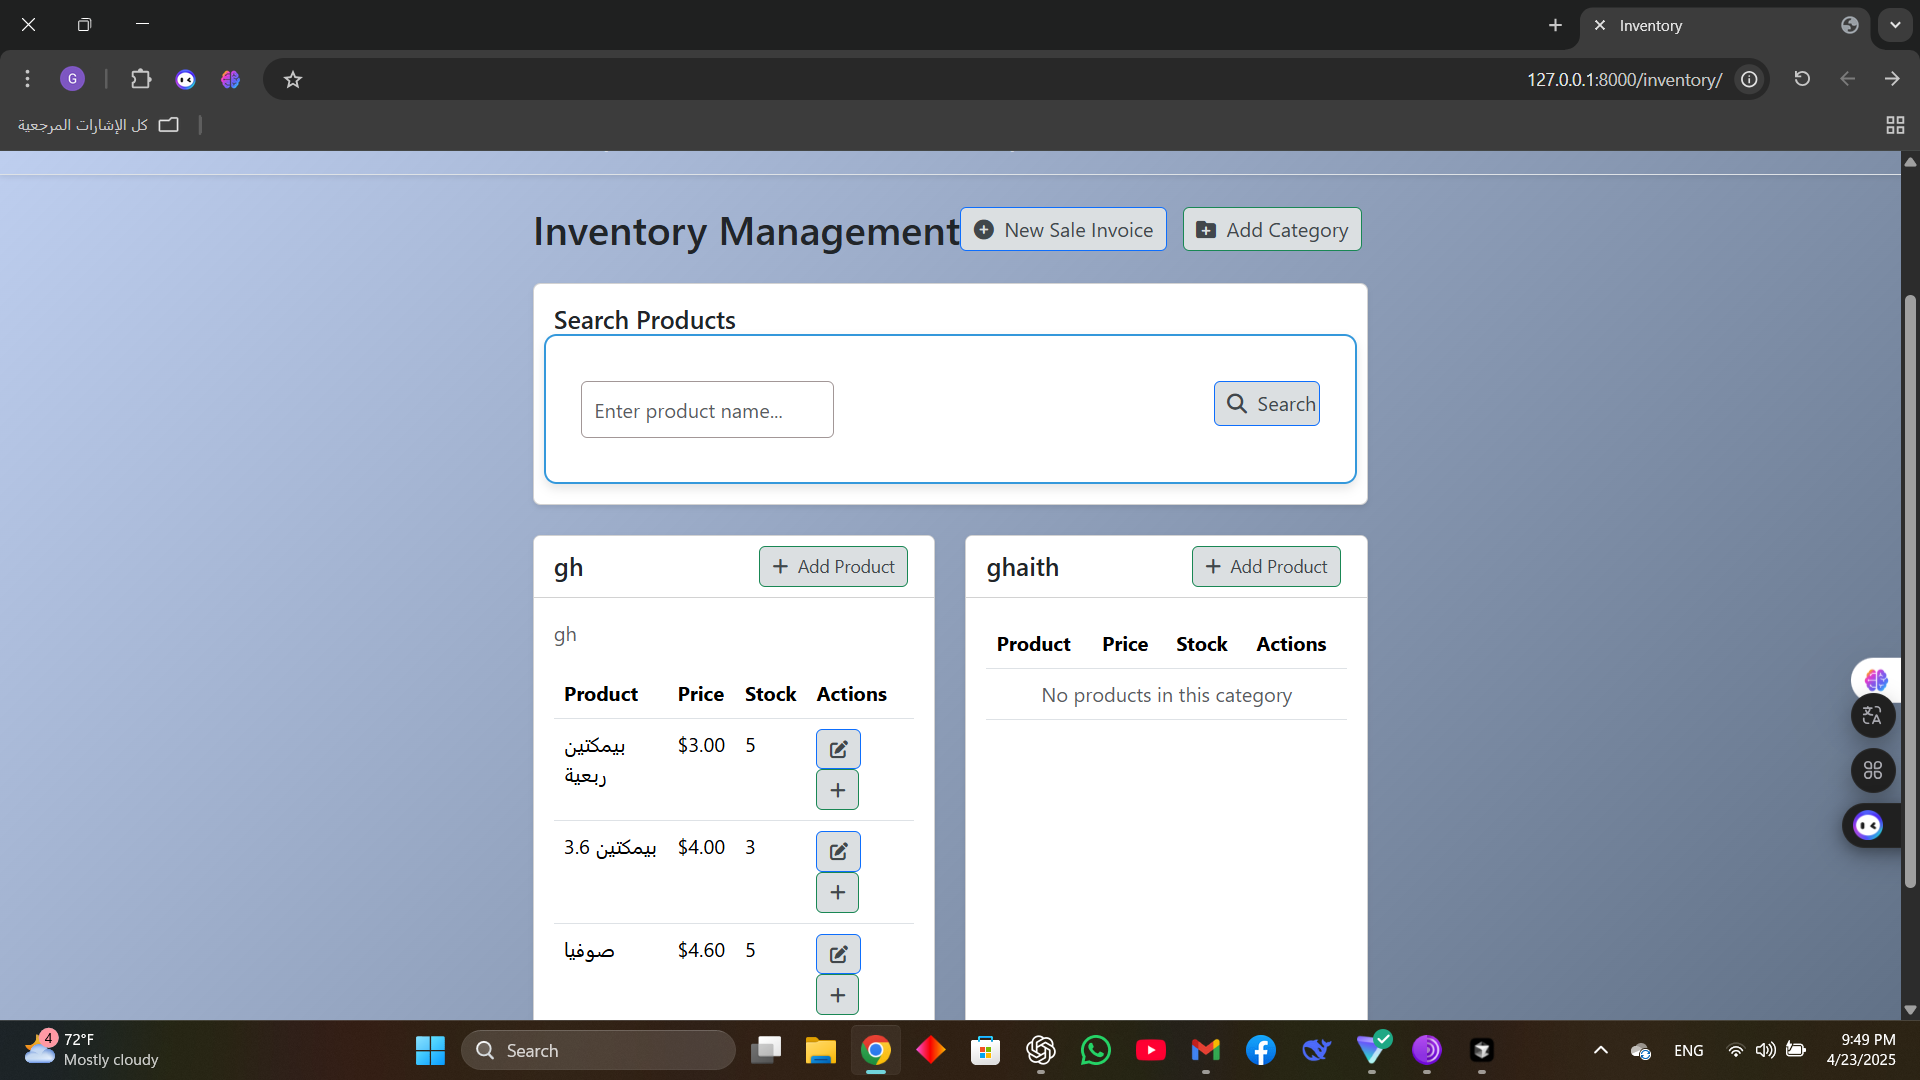 Inventory
127.0.0.1:8000/inventory/
G
كل الإشارات المرجعية
Inventory Management
New Sale Invoice
Add Category
Search Products
Enter product name...
Search
gh
Add Product
gh
Product Price Stock Actions
بيمكتين ربعية $3.00 5
بيمكتين 3.6 $4.00 3
صوفيا $4.60 5
ghaith
Add Product
Product Price Stock Actions
No products in this category
4
72°F
Mostly cloudy
Search
ENG
9:49 PM
4/23/2025